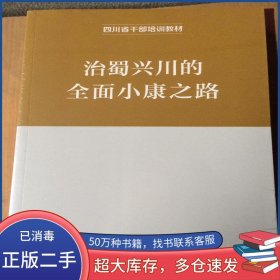 四川省干部培训教材
治蜀兴川的
全面小康之路
已消毒
正版二手
50万种书籍，找书联系客服
超大库存，多仓速发